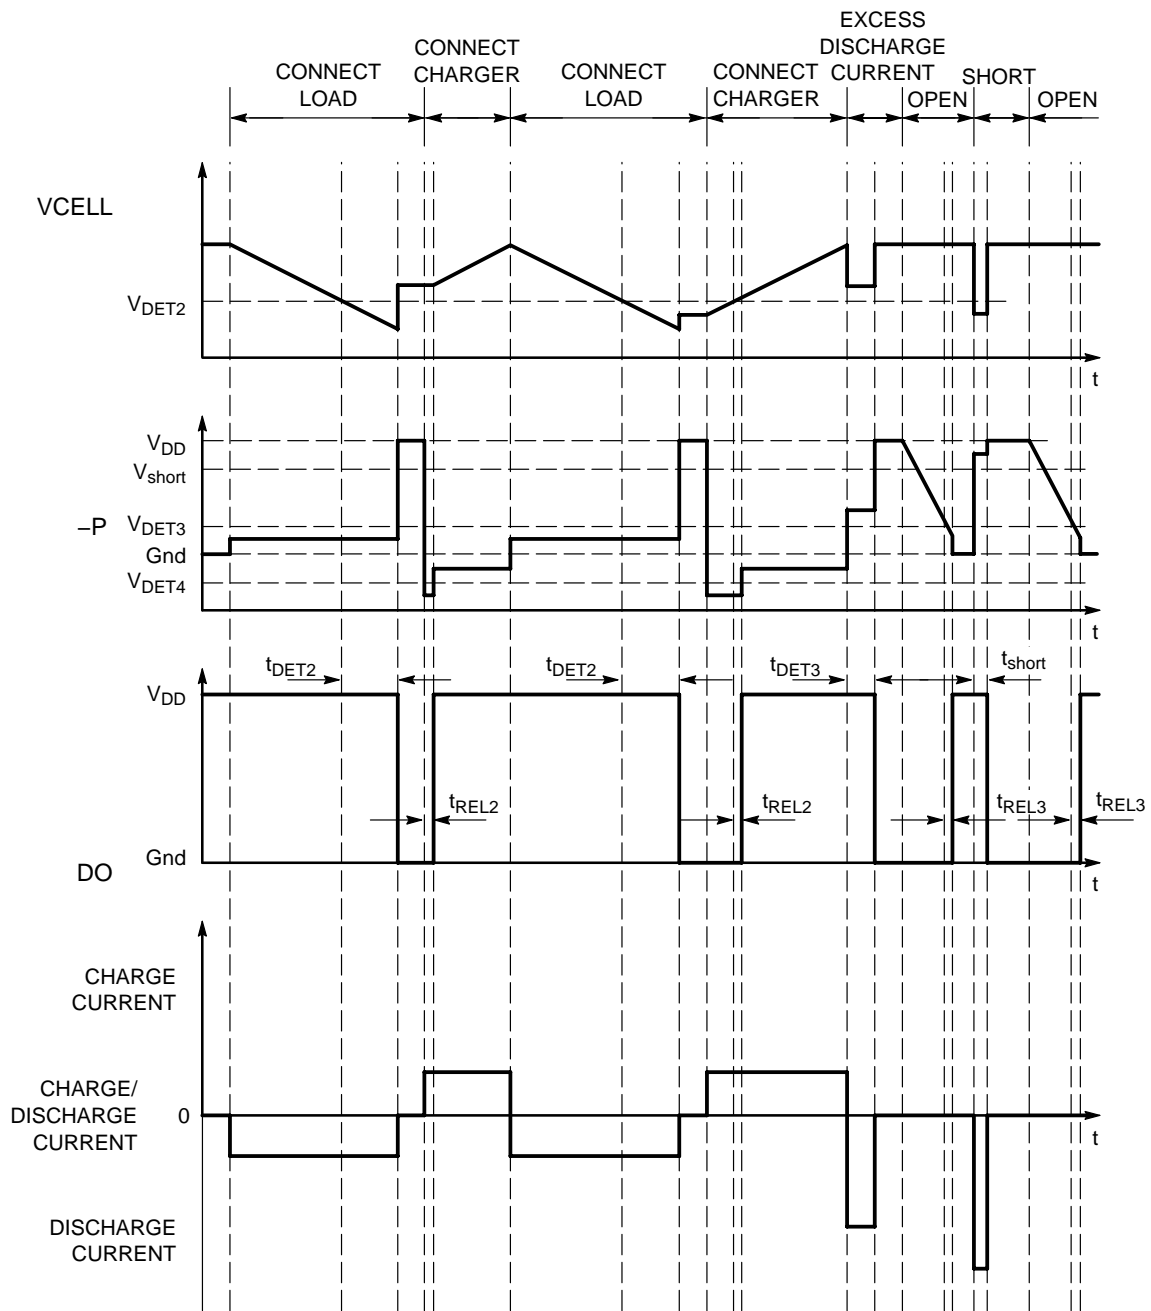 EXCESS
DISCHARGE
CURRENT
CONNECT
CHARGER
CONNECT
LOAD
CONNECT
LOAD
CONNECT
CHARGER
SHORT
OPEN
OPEN
VCELL
VDET2
t
VDD
Vshort
–P
VDET3
Gnd
VDET4
t
tDET2
tDET2
tDET3
tshort
VDD
tREL2
tREL2
tREL3
tREL3
Gnd
DO
t
CHARGE
CURRENT
CHARGE/
DISCHARGE
CURRENT
0
t
DISCHARGE
CURRENT